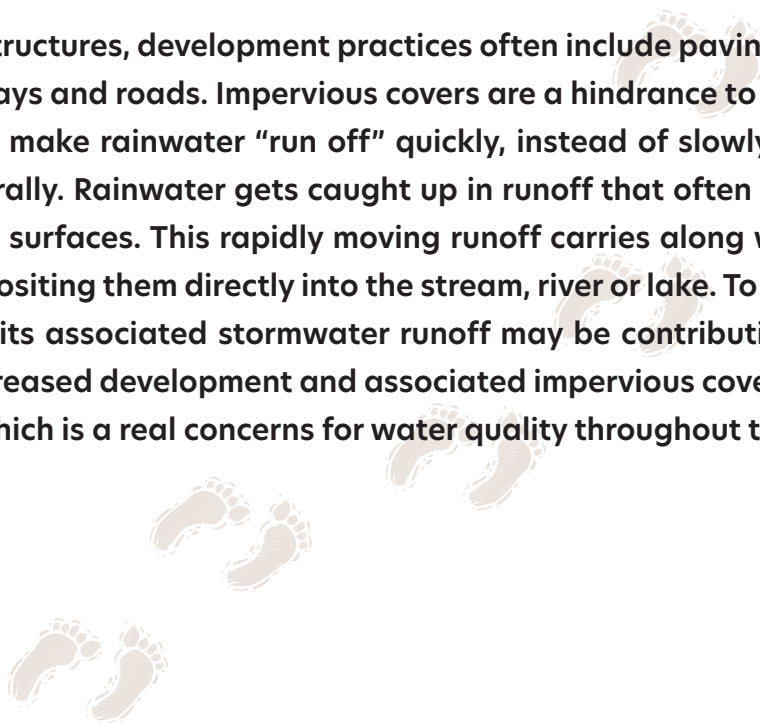 tructures, development practices often include pavin
ays and roads. Impervious covers are a hindrance to
make rainwater “run off” quickly, instead of slowly
rally. Rainwater gets caught up in runoff that often
surfaces. This rapidly moving runoff carries along w
ositing them directly into the stream, river or lake. To
its associated stormwater runoff may be contributi
reased development and associated impervious cove
hich is a real concerns for water quality throughout t